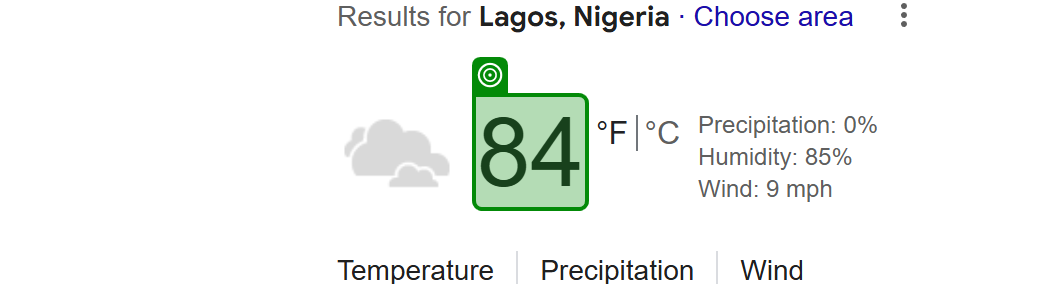 Results for Lagos, Nigeria · Choose area
84 °F | °C
Precipitation: 0%
Humidity: 85%
Wind: 9 mph
Temperature | Precipitation | Wind